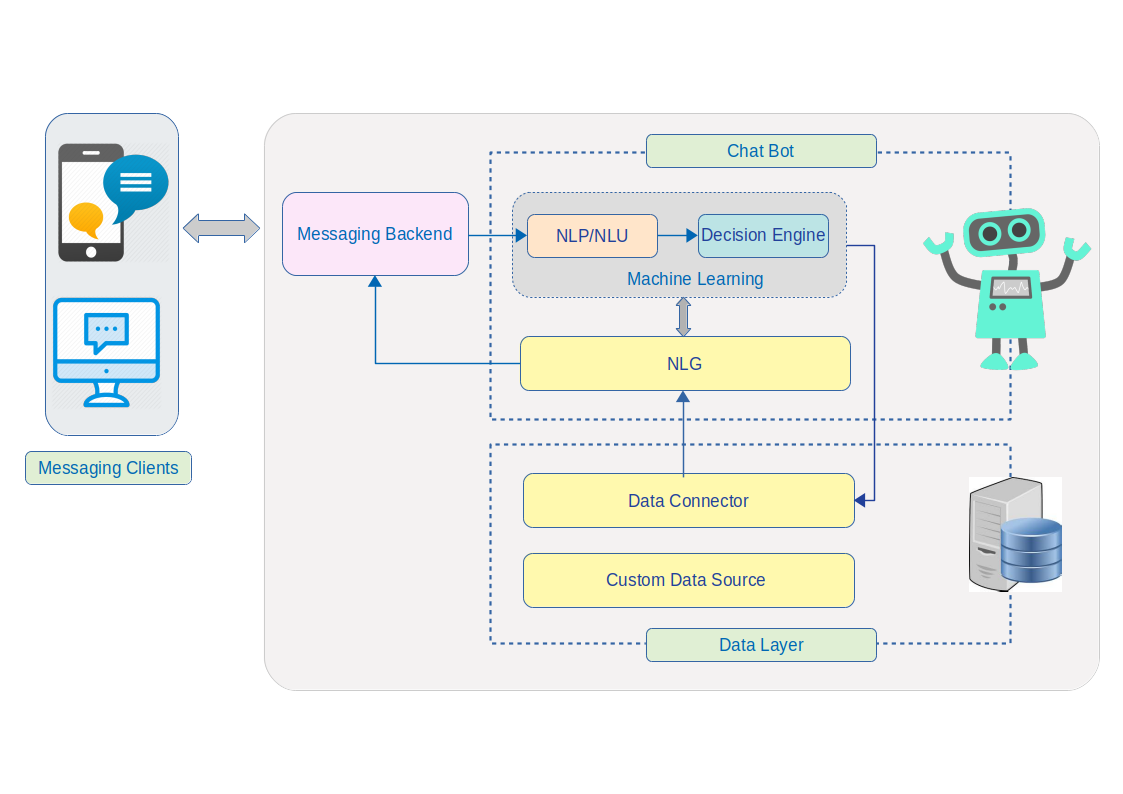 Chat Bot
Messaging Backend
NLP/NLU
Decision Engine
Machine Learning
NLG
Messaging Clients
Data Connector
Custom Data Source
Data Layer